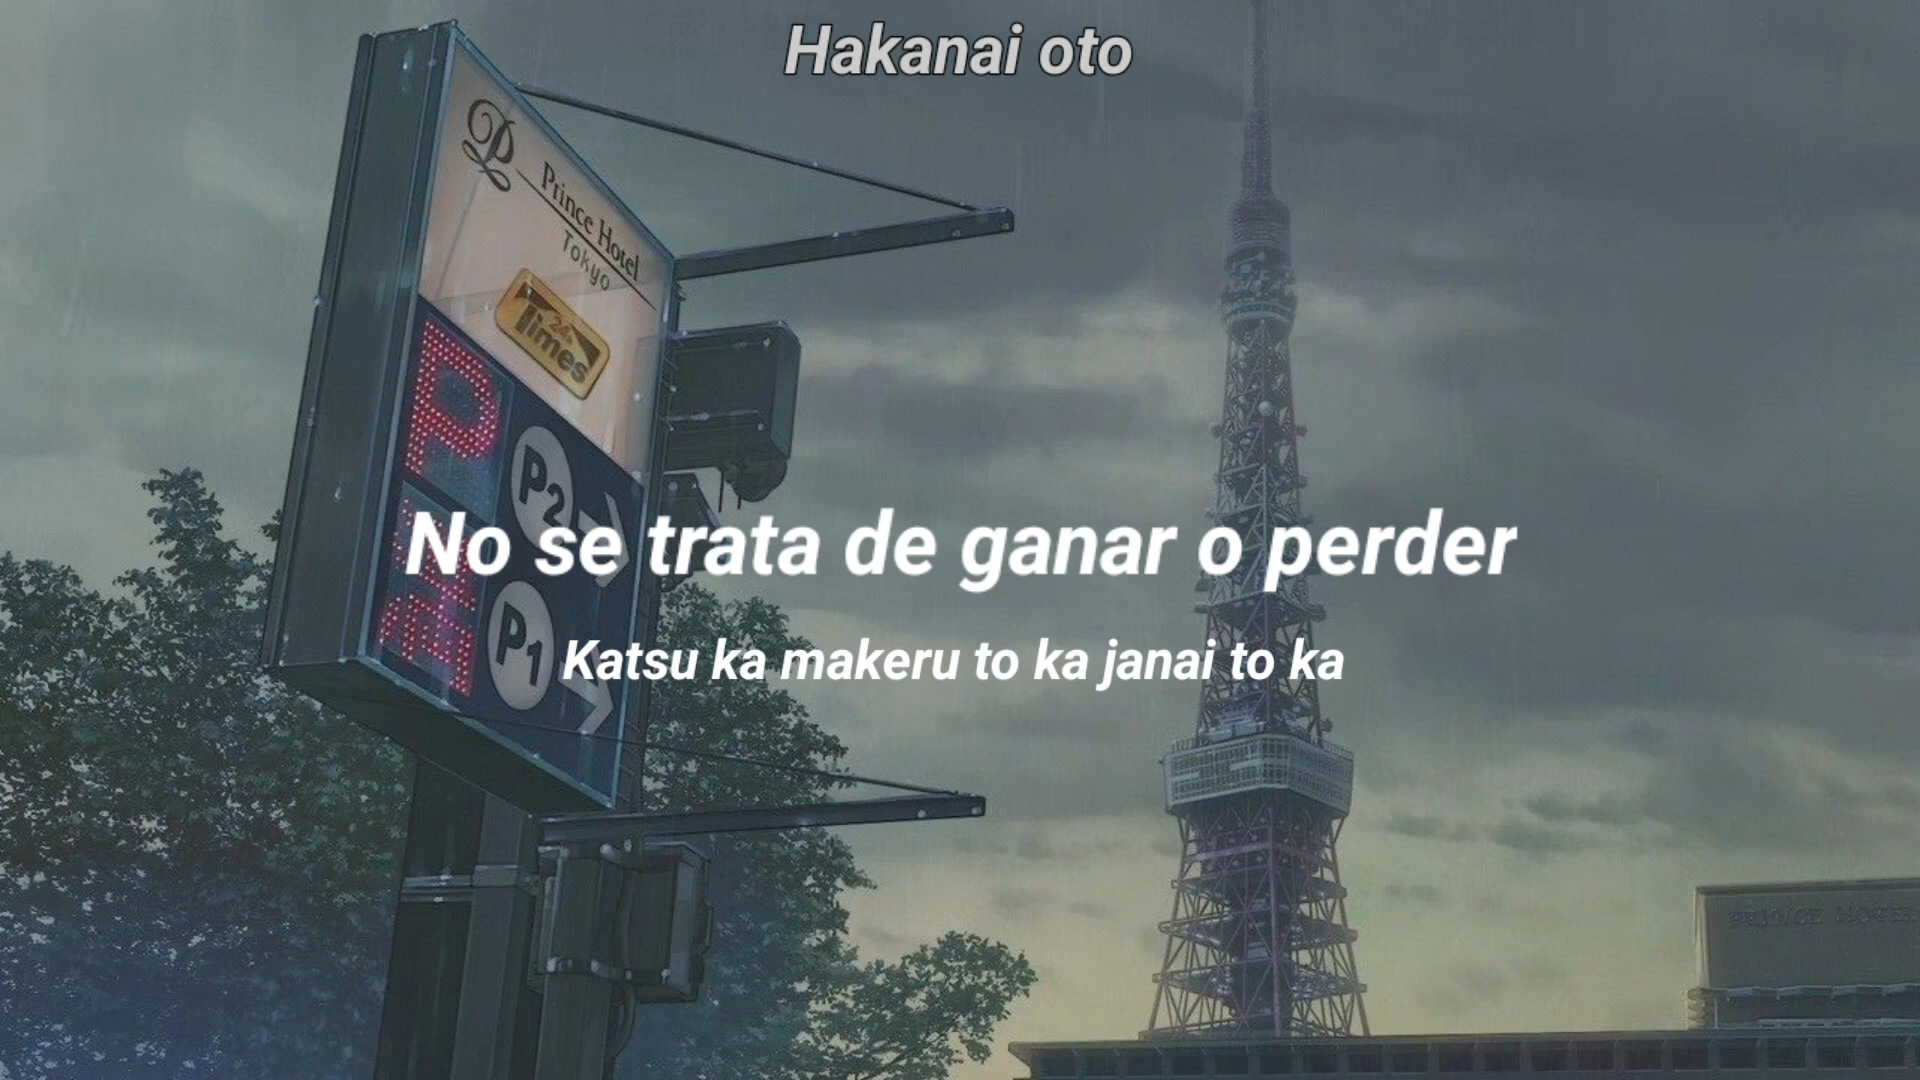 Hakanai oto
Prince Hotel
Tokyo
24h
Times
P
P2
No se trata de ganar o perder
P1
Katsu ka makeru to ka janai to ka